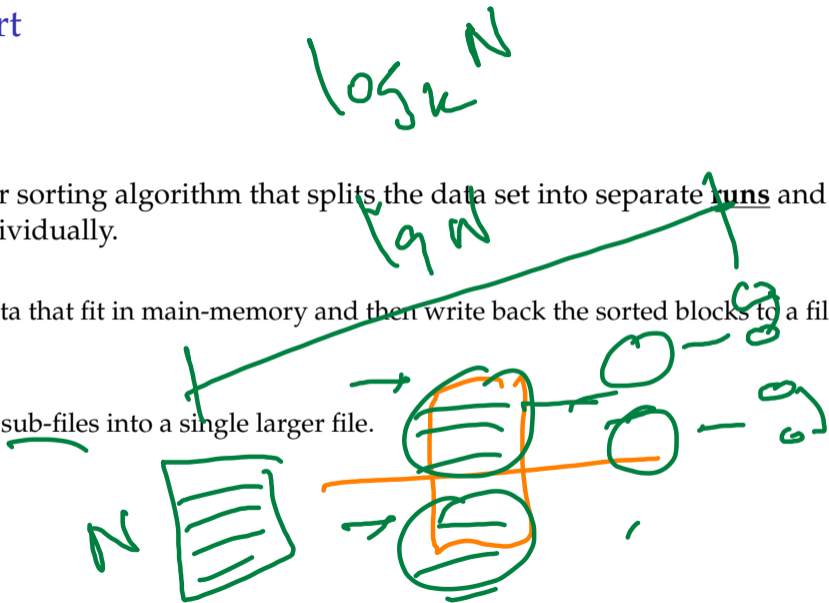 rt
log_k N
r sorting algorithm that splits the data set into separate runs and
ividually.
lg N
ta that fit in main-memory and then write back the sorted blocks to a fil
sub-files into a single larger file.
N